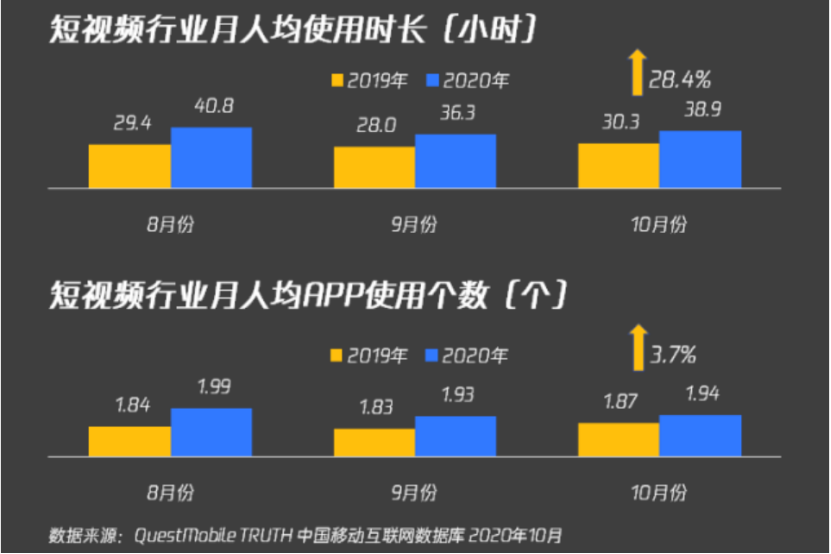 短视频行业月人均使用时长〔小时〕
2019年 2020年
28.4%
29.4 40.8 28.0 36.3 30.3 38.9
8月份 9月份 10月份
短视频行业月人均APP使用个数〔个〕
2019年 2020年
3.7%
1.84 1.99 1.83 1.93 1.87 1.94
8月份 9月份 10月份
数据来源：QuestMobile TRUTH 中国移动互联网数据库 2020年10月